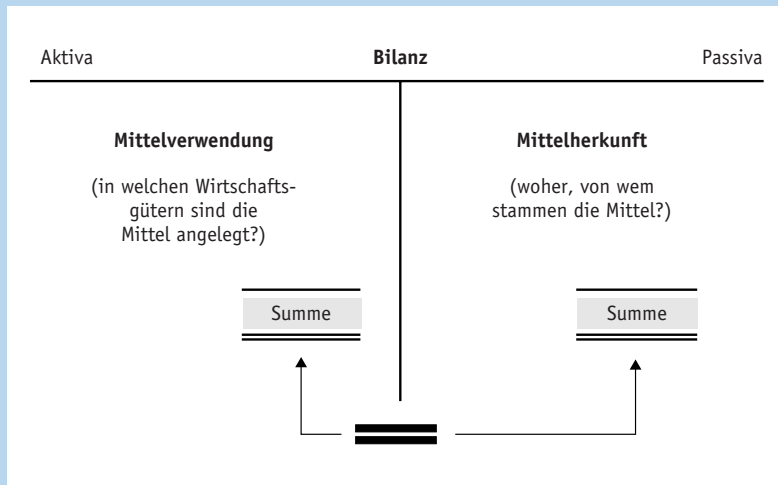 Aktiva Bilanz Passiva
Mittelverwendung
(in welchen Wirtschafts-
gütern sind die
Mittel angelegt?)
Mittelherkunft
(woher, von wem
stammen die Mittel?)
Summe
Summe